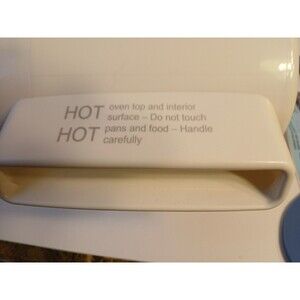 HOT oven top and interior
surface – Do not touch
HOT pans and food – Handle
carefully